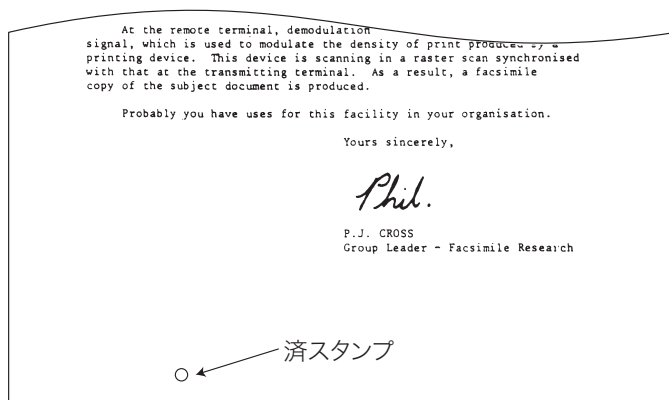 At the remote terminal, demodulation
signal, which is used to modulate the density of print produced by a
printing device. This device is scanning in a raster scan synchronised
with that at the transmitting terminal. As a result, a facsimile
copy of the subject document is produced.
Probably you have uses for this facility in your organisation.
Yours sincerely,
Phil.
P.J. CROSS
Group Leader - Facsimile Research
済スタンプ